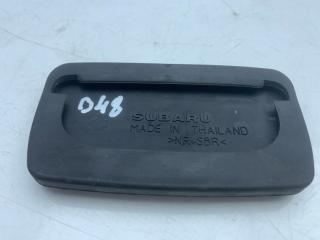 D48
SUBARU
MADE IN THAILAND
>NR+SBR<